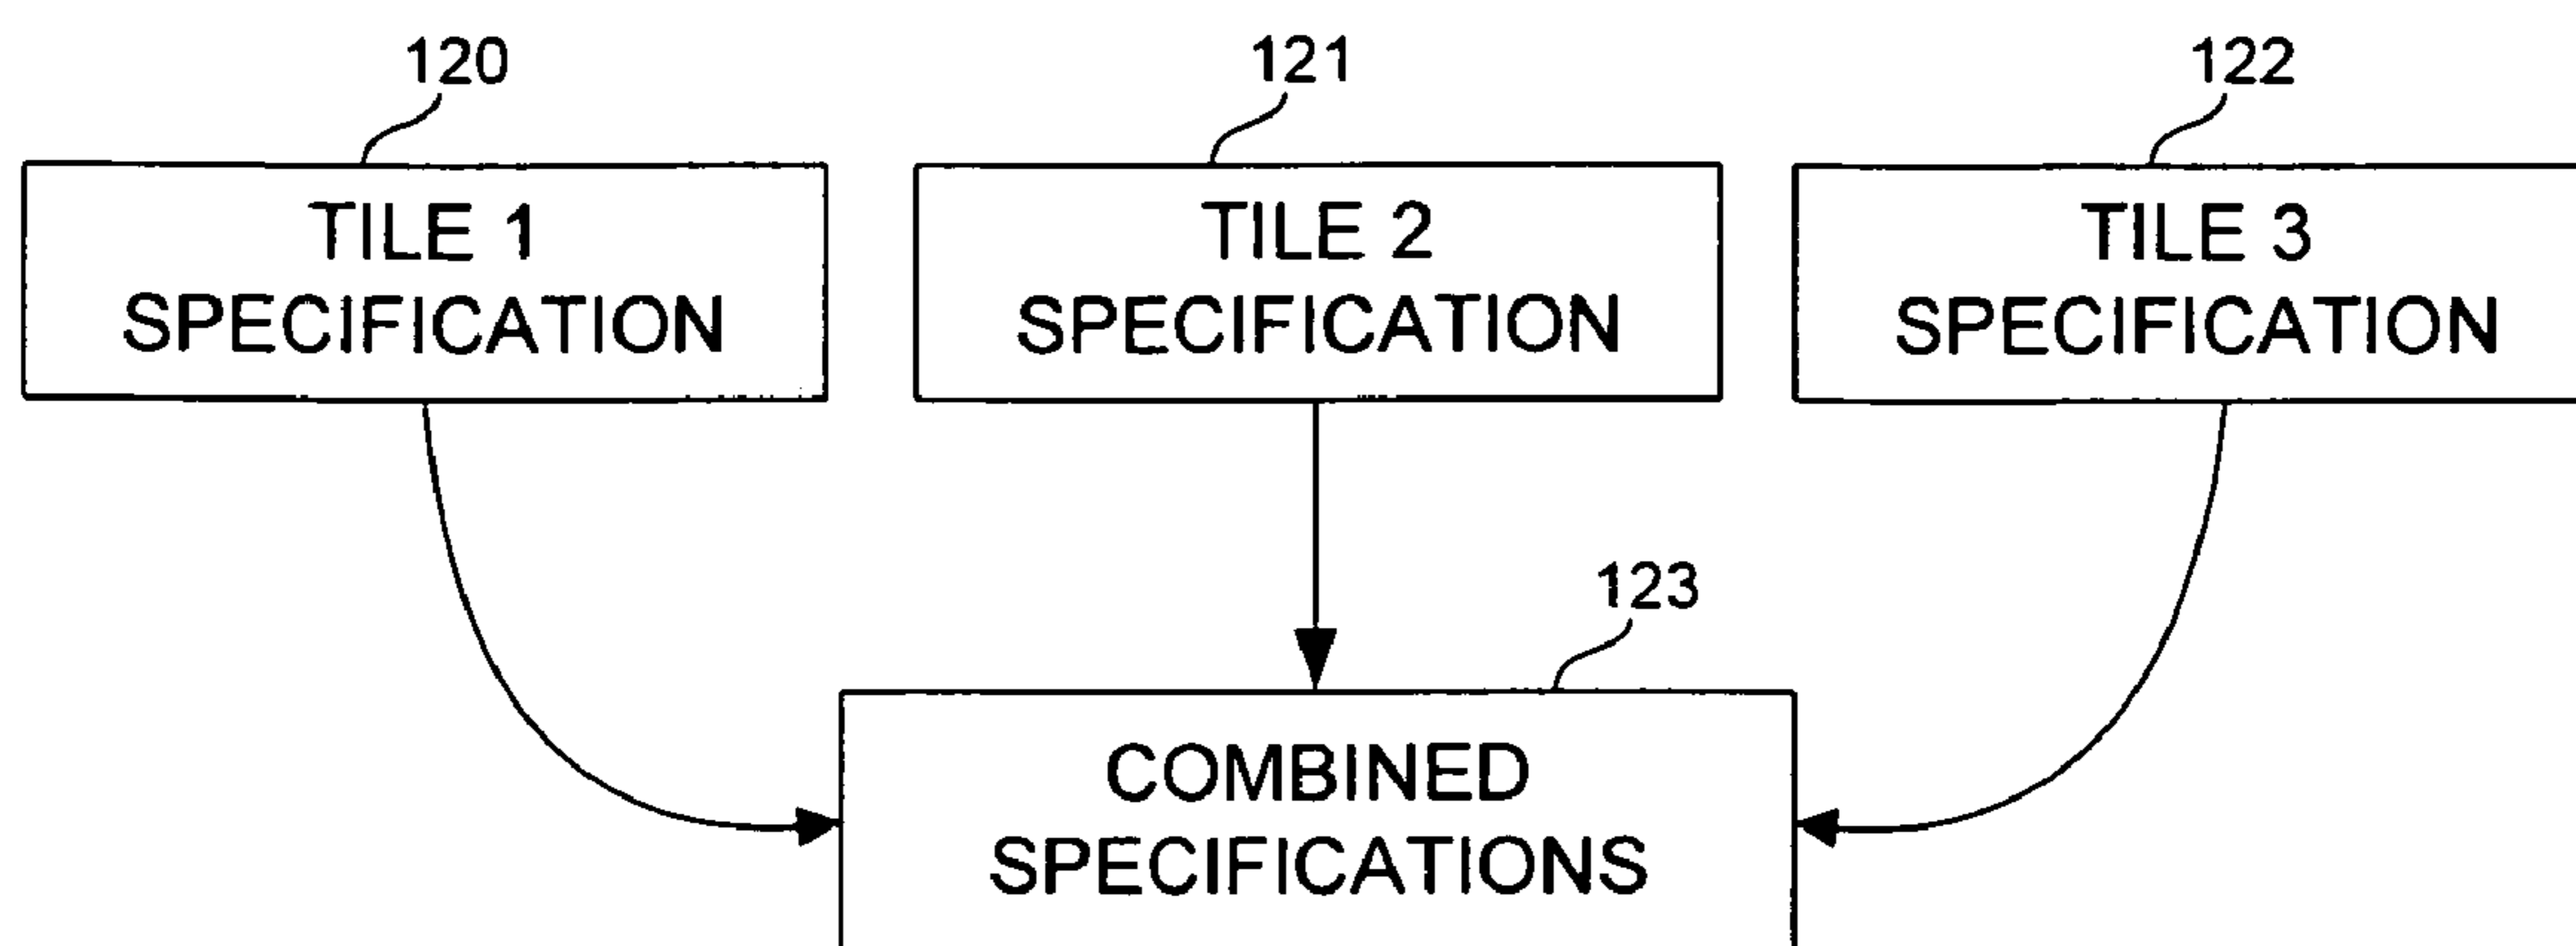 120
121
122
TILE 1
SPECIFICATION
TILE 2
SPECIFICATION
TILE 3
SPECIFICATION
123
COMBINED
SPECIFICATIONS